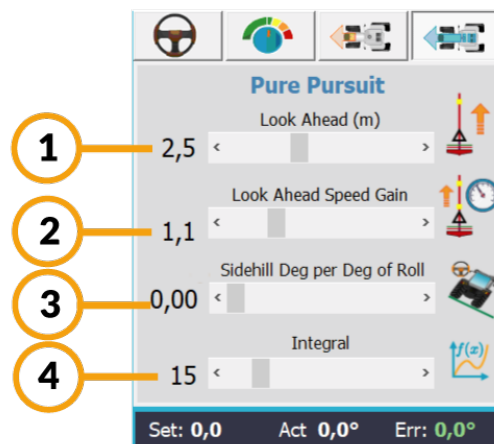 Pure Pursuit
Look Ahead (m)
1
2,5
Look Ahead Speed Gain
2
1,1
Sidehill Deg per Deg of Roll
3
0,00
Integral
f(x)
4
15
Set: 0,0 Act 0,0° Err: 0,0°